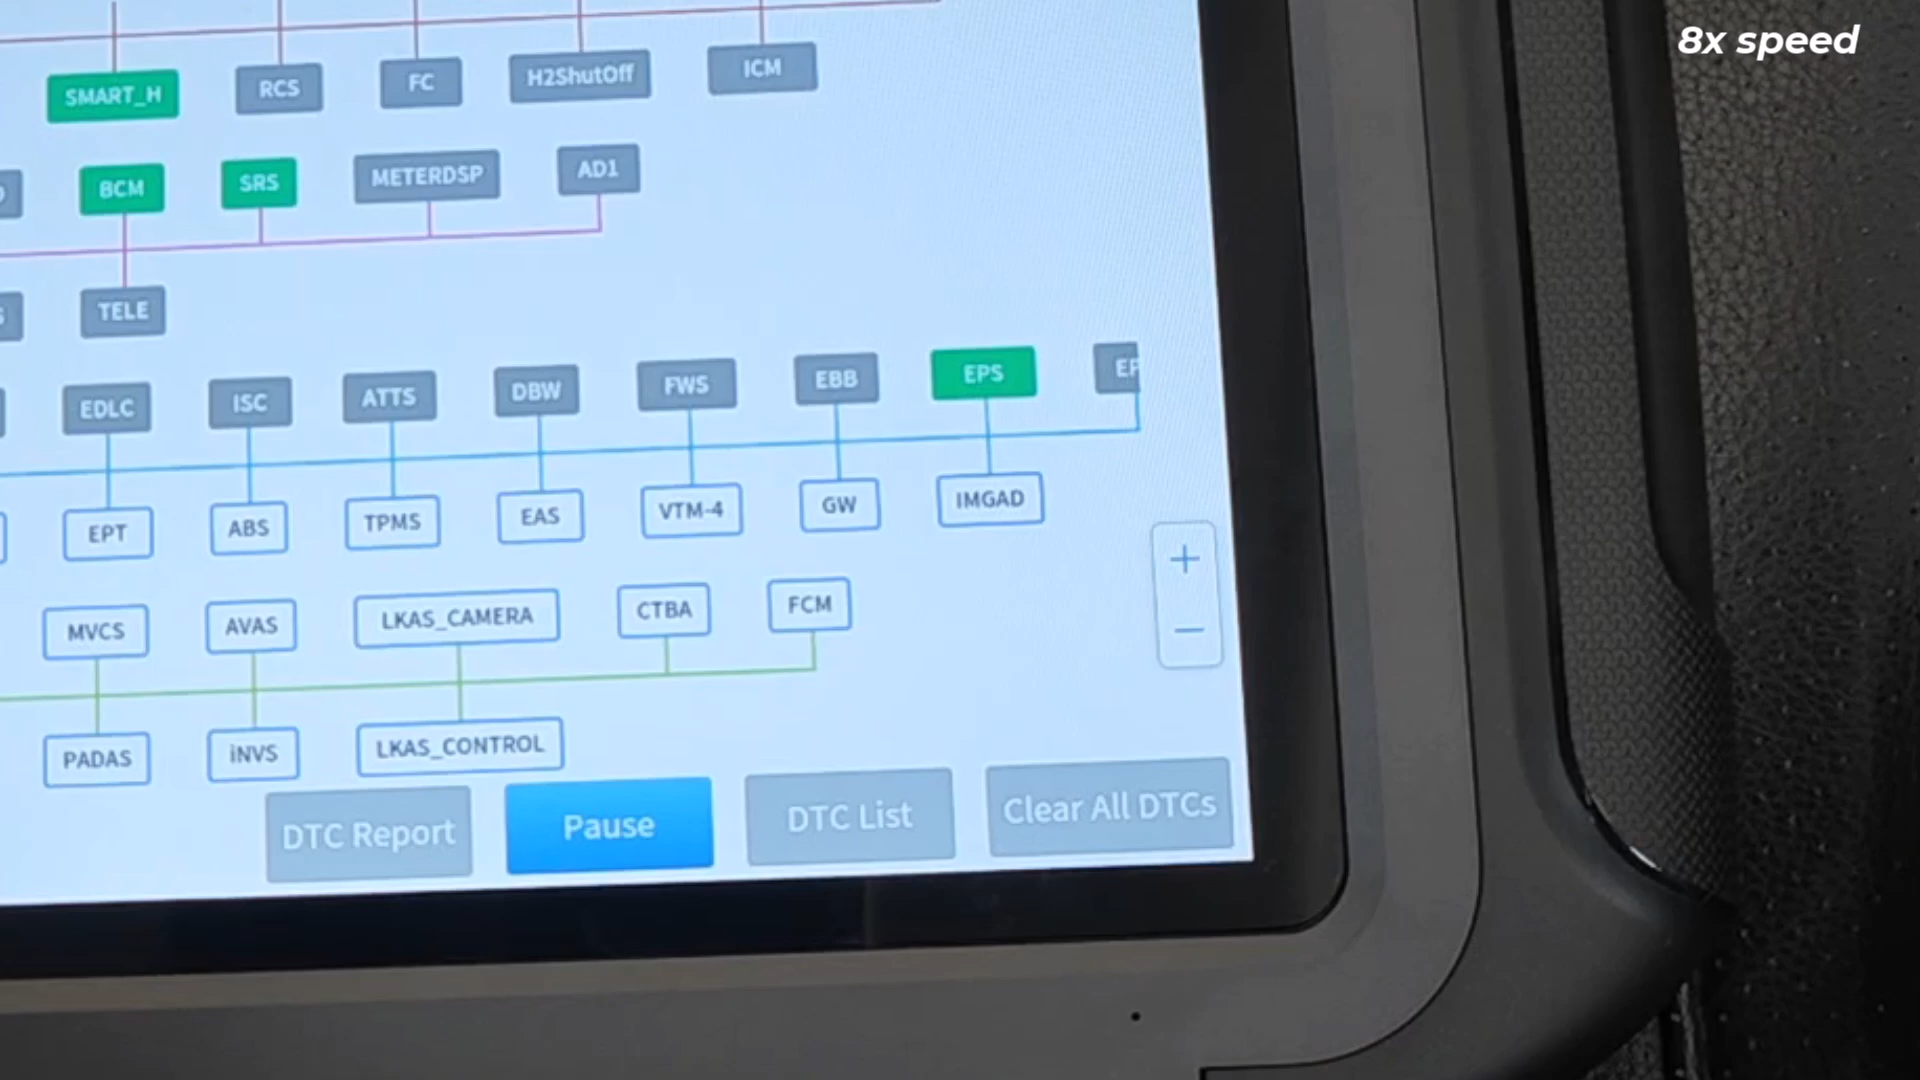 8x speed
SMART_H RCS FC H2ShutOff ICM
BCM SRS METERDSP AD1
TELE
EDLC ISC ATTS DBW FWS EBB EPS
EPT ABS TPMS EAS VTM-4 GW IMGAD
MVCS AVAS LKAS_CAMERA CTBA FCM
PADAS iNVS LKAS_CONTROL
+
−
DTC Report Pause DTC List Clear All DTCs